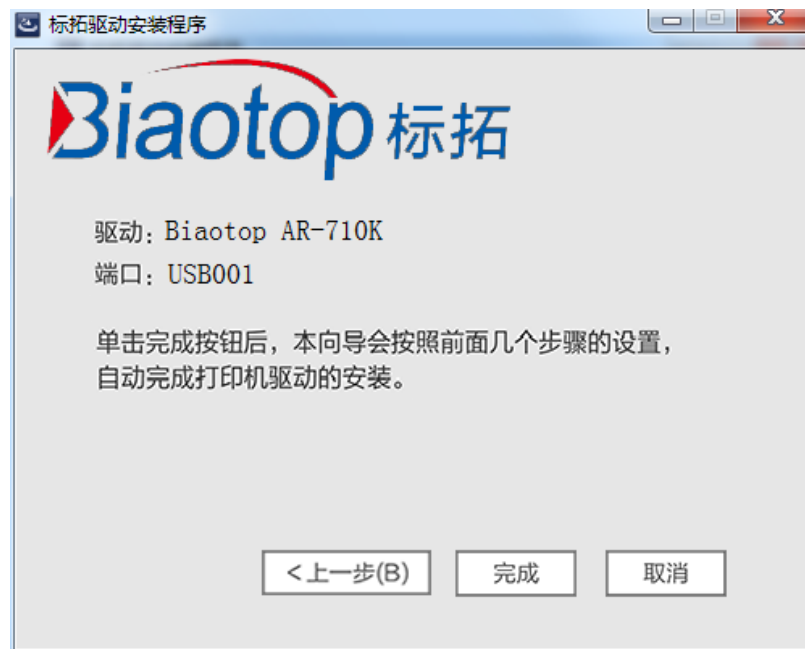 标拓驱动安装程序
Biaotop 标拓
驱动：Biaotop AR-710K
端口：USB001
单击完成按钮后，本向导会按照前面几个步骤的设置，
自动完成打印机驱动的安装。
<上一步(B) 完成 取消